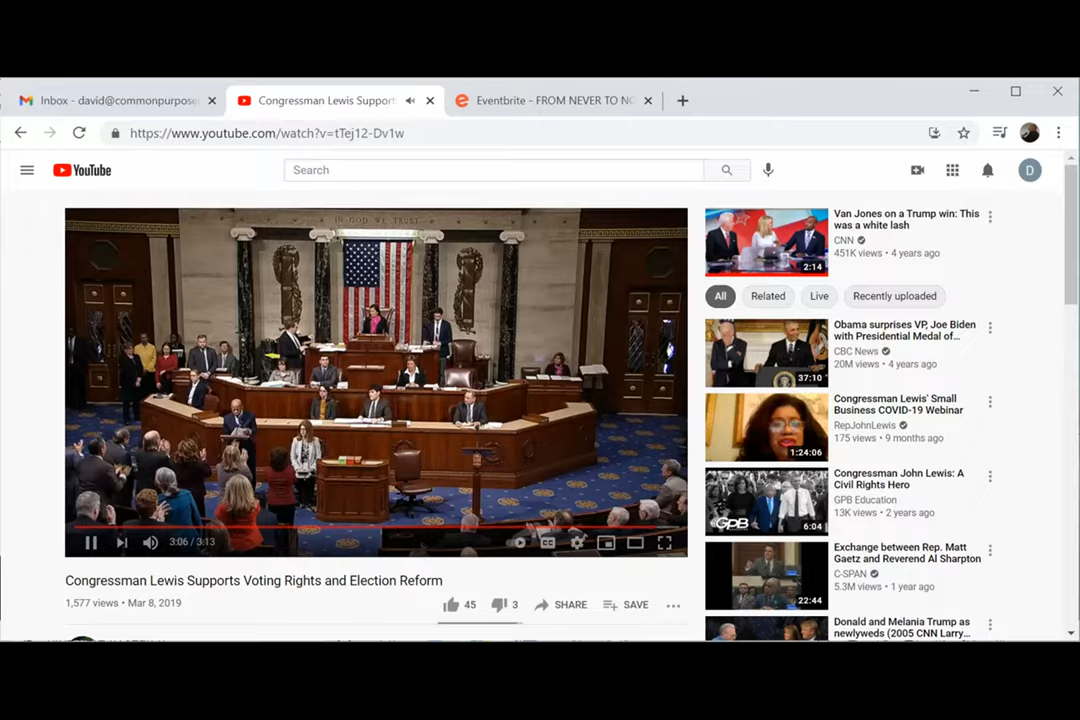 Inbox - david@commonpurpose
Congressman Lewis Support
Eventbrite - FROM NEVER TO NO
https://www.youtube.com/watch?v=tTej12-Dv1w
YouTube
Search
D
IN GOD WE TRUST
3:06 / 3:13
CC
Congressman Lewis Supports Voting Rights and Election Reform
1,577 views • Mar 8, 2019
45
3
SHARE
SAVE
2:14
Van Jones on a Trump win: This
was a white lash
CNN
451K views • 4 years ago
All
Related
Live
Recently uploaded
37:10
Obama surprises VP, Joe Biden
with Presidential Medal of...
CBC News
20M views • 4 years ago
1:24:06
Congressman Lewis' Small
Business COVID-19 Webinar
RepJohnLewis
175 views • 9 months ago
GPB
6:04
Congressman John Lewis: A
Civil Rights Hero
GPB Education
13K views • 2 years ago
22:44
Exchange between Rep. Matt
Gaetz and Reverend Al Sharpton
C-SPAN
5.3M views • 1 year ago
Donald and Melania Trump as
newlyweds (2005 CNN Larry...